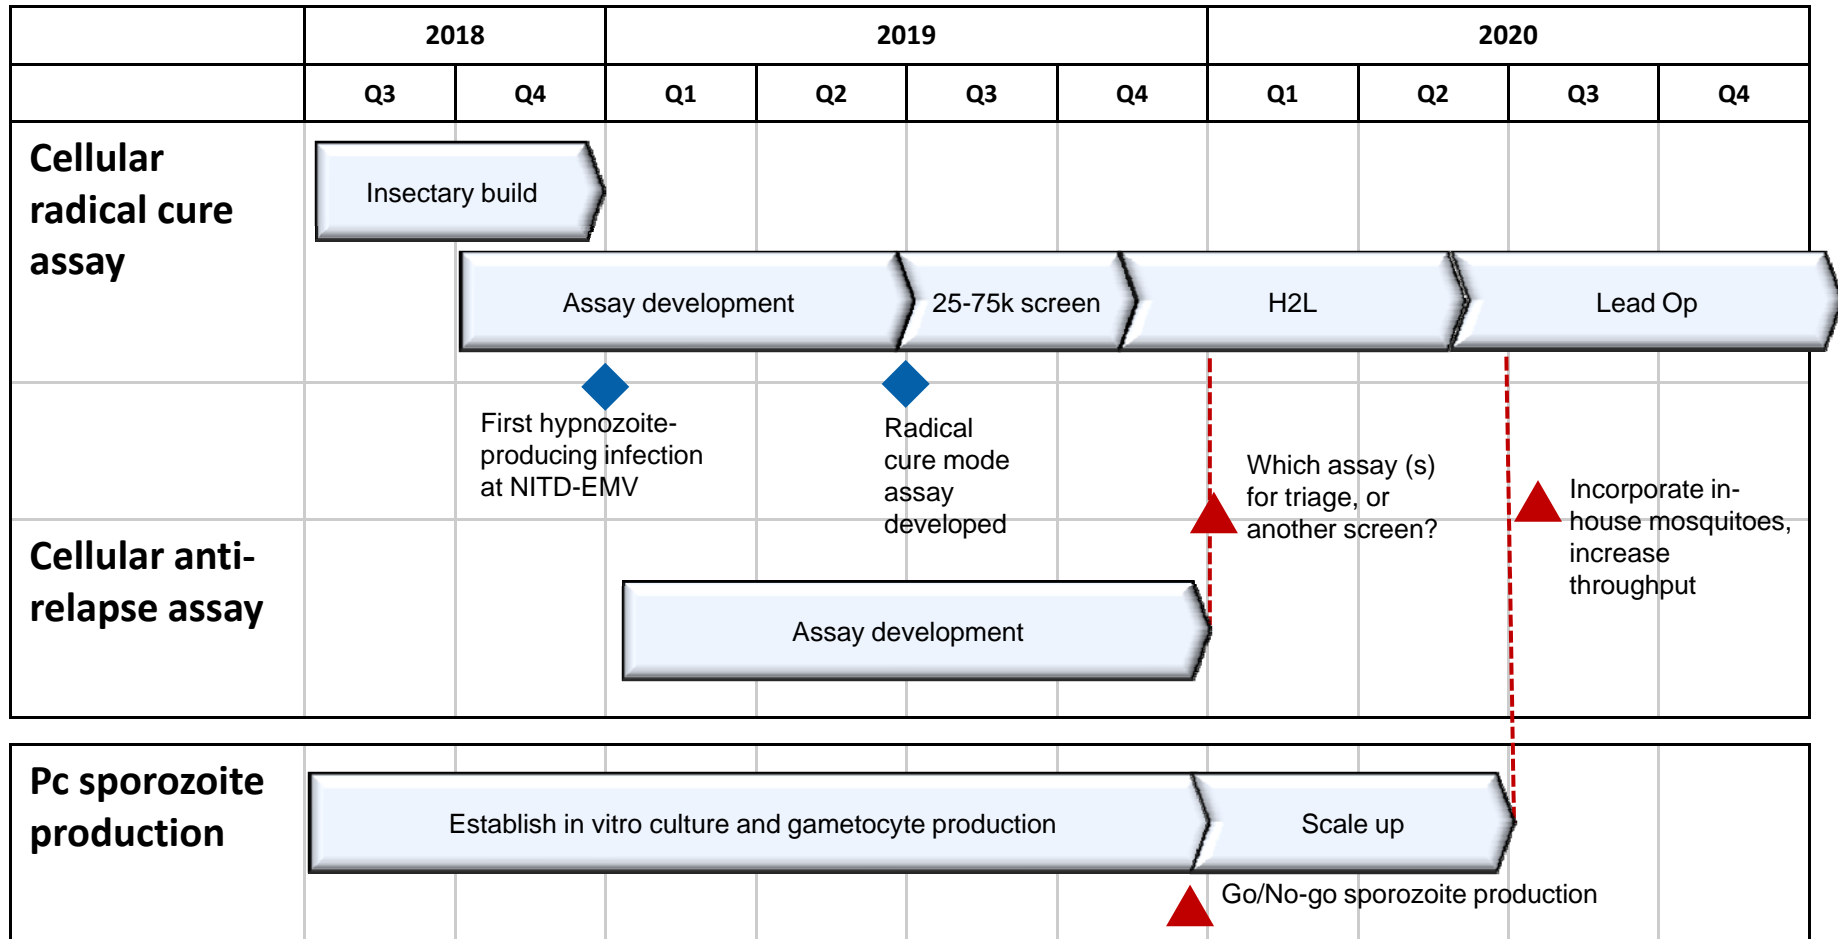 2018 2019 2020
Q3 Q4 Q1 Q2 Q3 Q4 Q1 Q2 Q3 Q4
Cellular
radical cure
assay
Insectary build
Assay development
25-75k screen
H2L
Lead Op
First hypnozoite-
producing infection
at NITD-EMV
Radical
cure mode
assay
developed
Which assay (s)
for triage, or
another screen?
Incorporate in-
house mosquitoes,
increase
throughput
Cellular anti-
relapse assay
Assay development
Pc sporozoite
production
Establish in vitro culture and gametocyte production
Scale up
Go/No-go sporozoite production